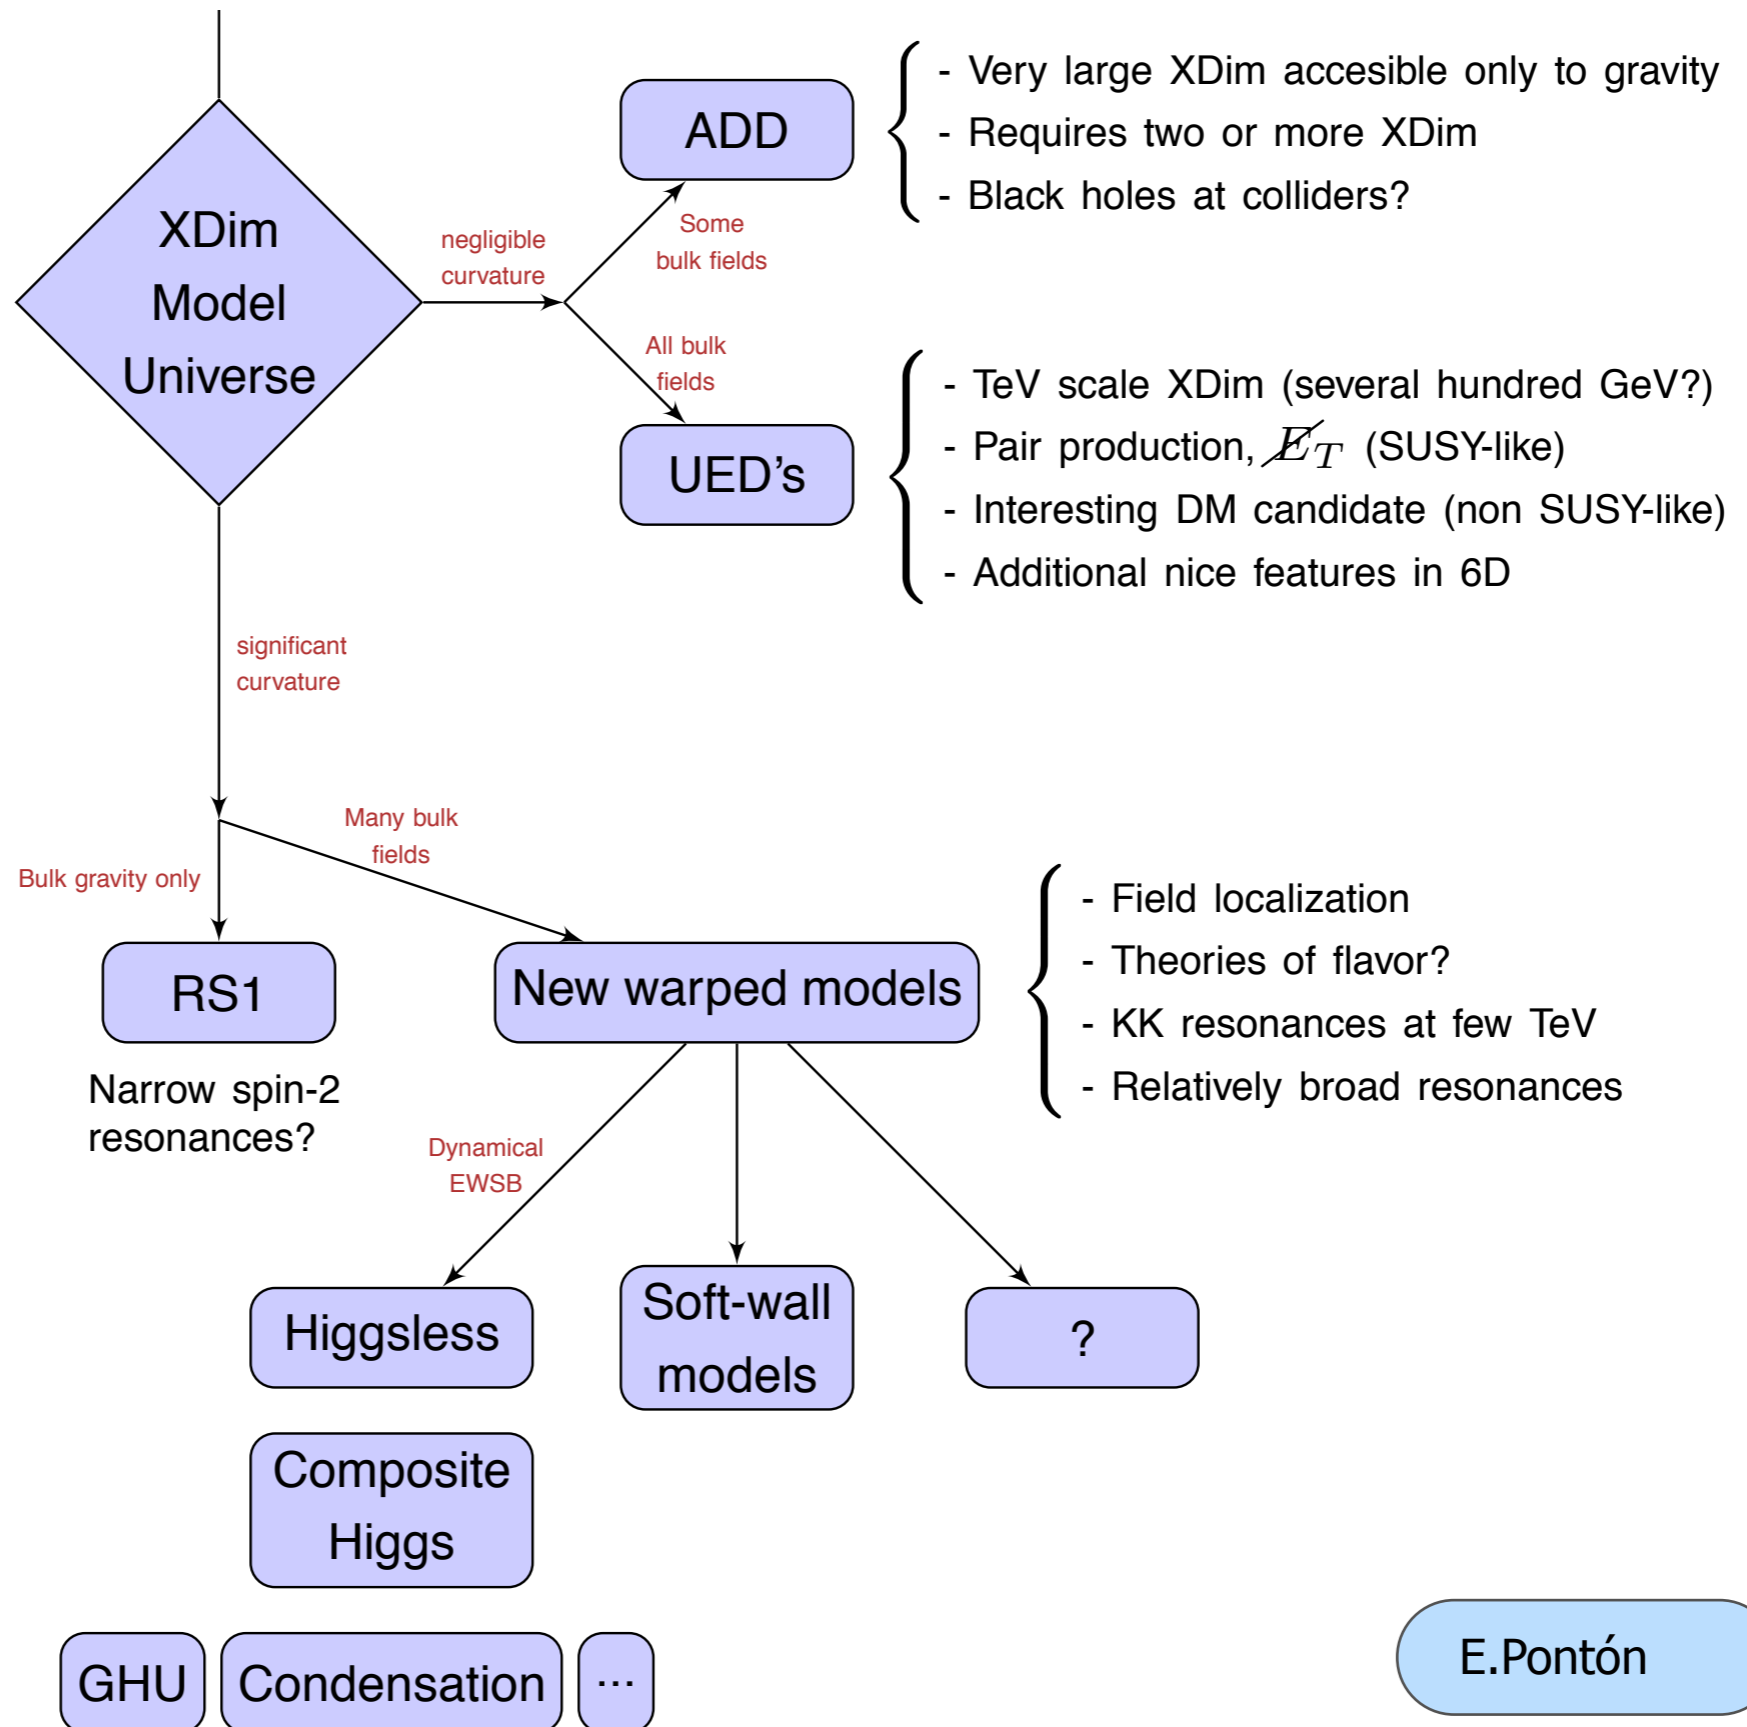 XDim
Model
Universe
negligible
curvature
Some
bulk fields
ADD
- Very large XDim accesible only to gravity
- Requires two or more XDim
- Black holes at colliders?
All bulk
fields
UED's
- TeV scale XDim (several hundred GeV?)
- Pair production, E̸_T (SUSY-like)
- Interesting DM candidate (non SUSY-like)
- Additional nice features in 6D
significant
curvature
Bulk gravity only
Many bulk
fields
RS1
Narrow spin-2
resonances?
New warped models
- Field localization
- Theories of flavor?
- KK resonances at few TeV
- Relatively broad resonances
Dynamical
EWSB
Higgsless
Soft-wall
models
?
Composite
Higgs
GHU
Condensation
...
E.Pontón